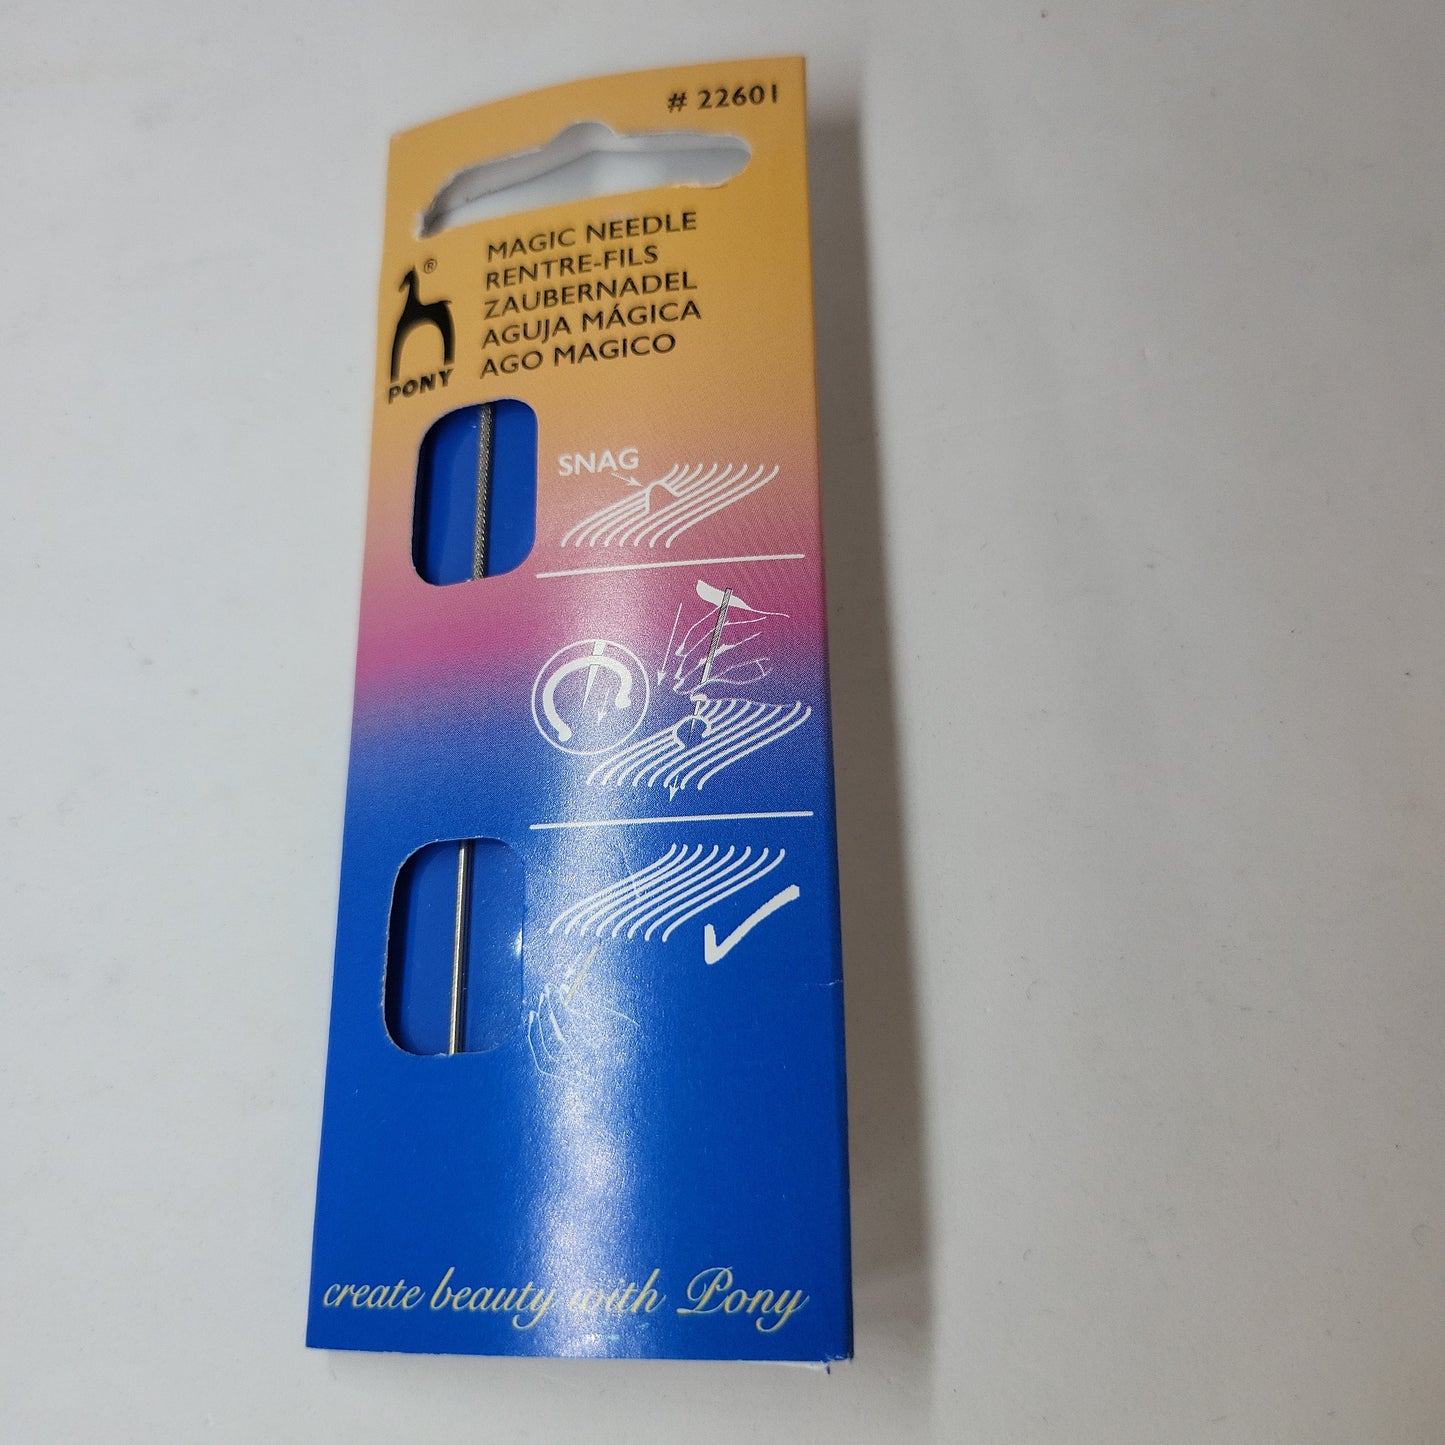 # 22601
MAGIC NEEDLE
RENTRE-FILS
ZAUBERNADEL
AGUJA MÁGICA
AGO MAGICO
®
PONY
SNAG
create beauty with Pony